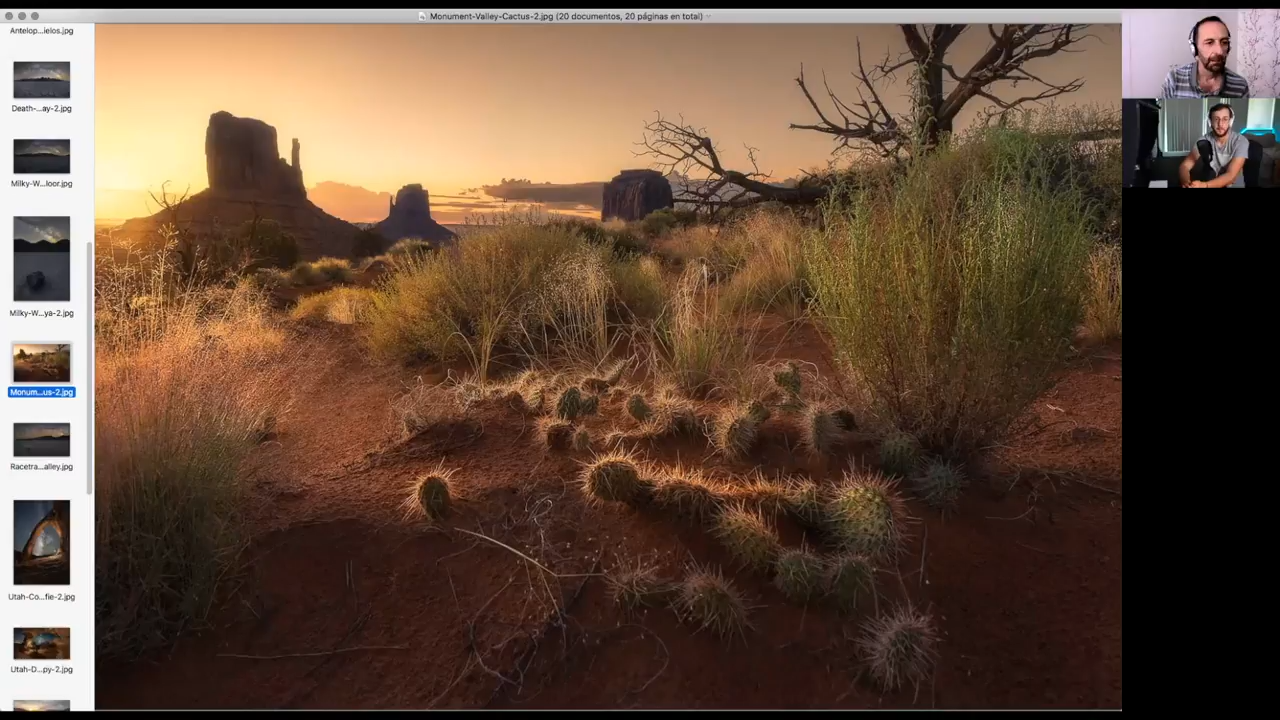 Monument-Valley-Cactus-2.jpg (20 documentos, 20 páginas en total)
Antelop...ielos.jpg
Death-...ay-2.jpg
Milky-W...loor.jpg
Milky-W...ya-2.jpg
Monum...us-2.jpg
Racetra...alley.jpg
Utah-Co...fie-2.jpg
Utah-D...py-2.jpg